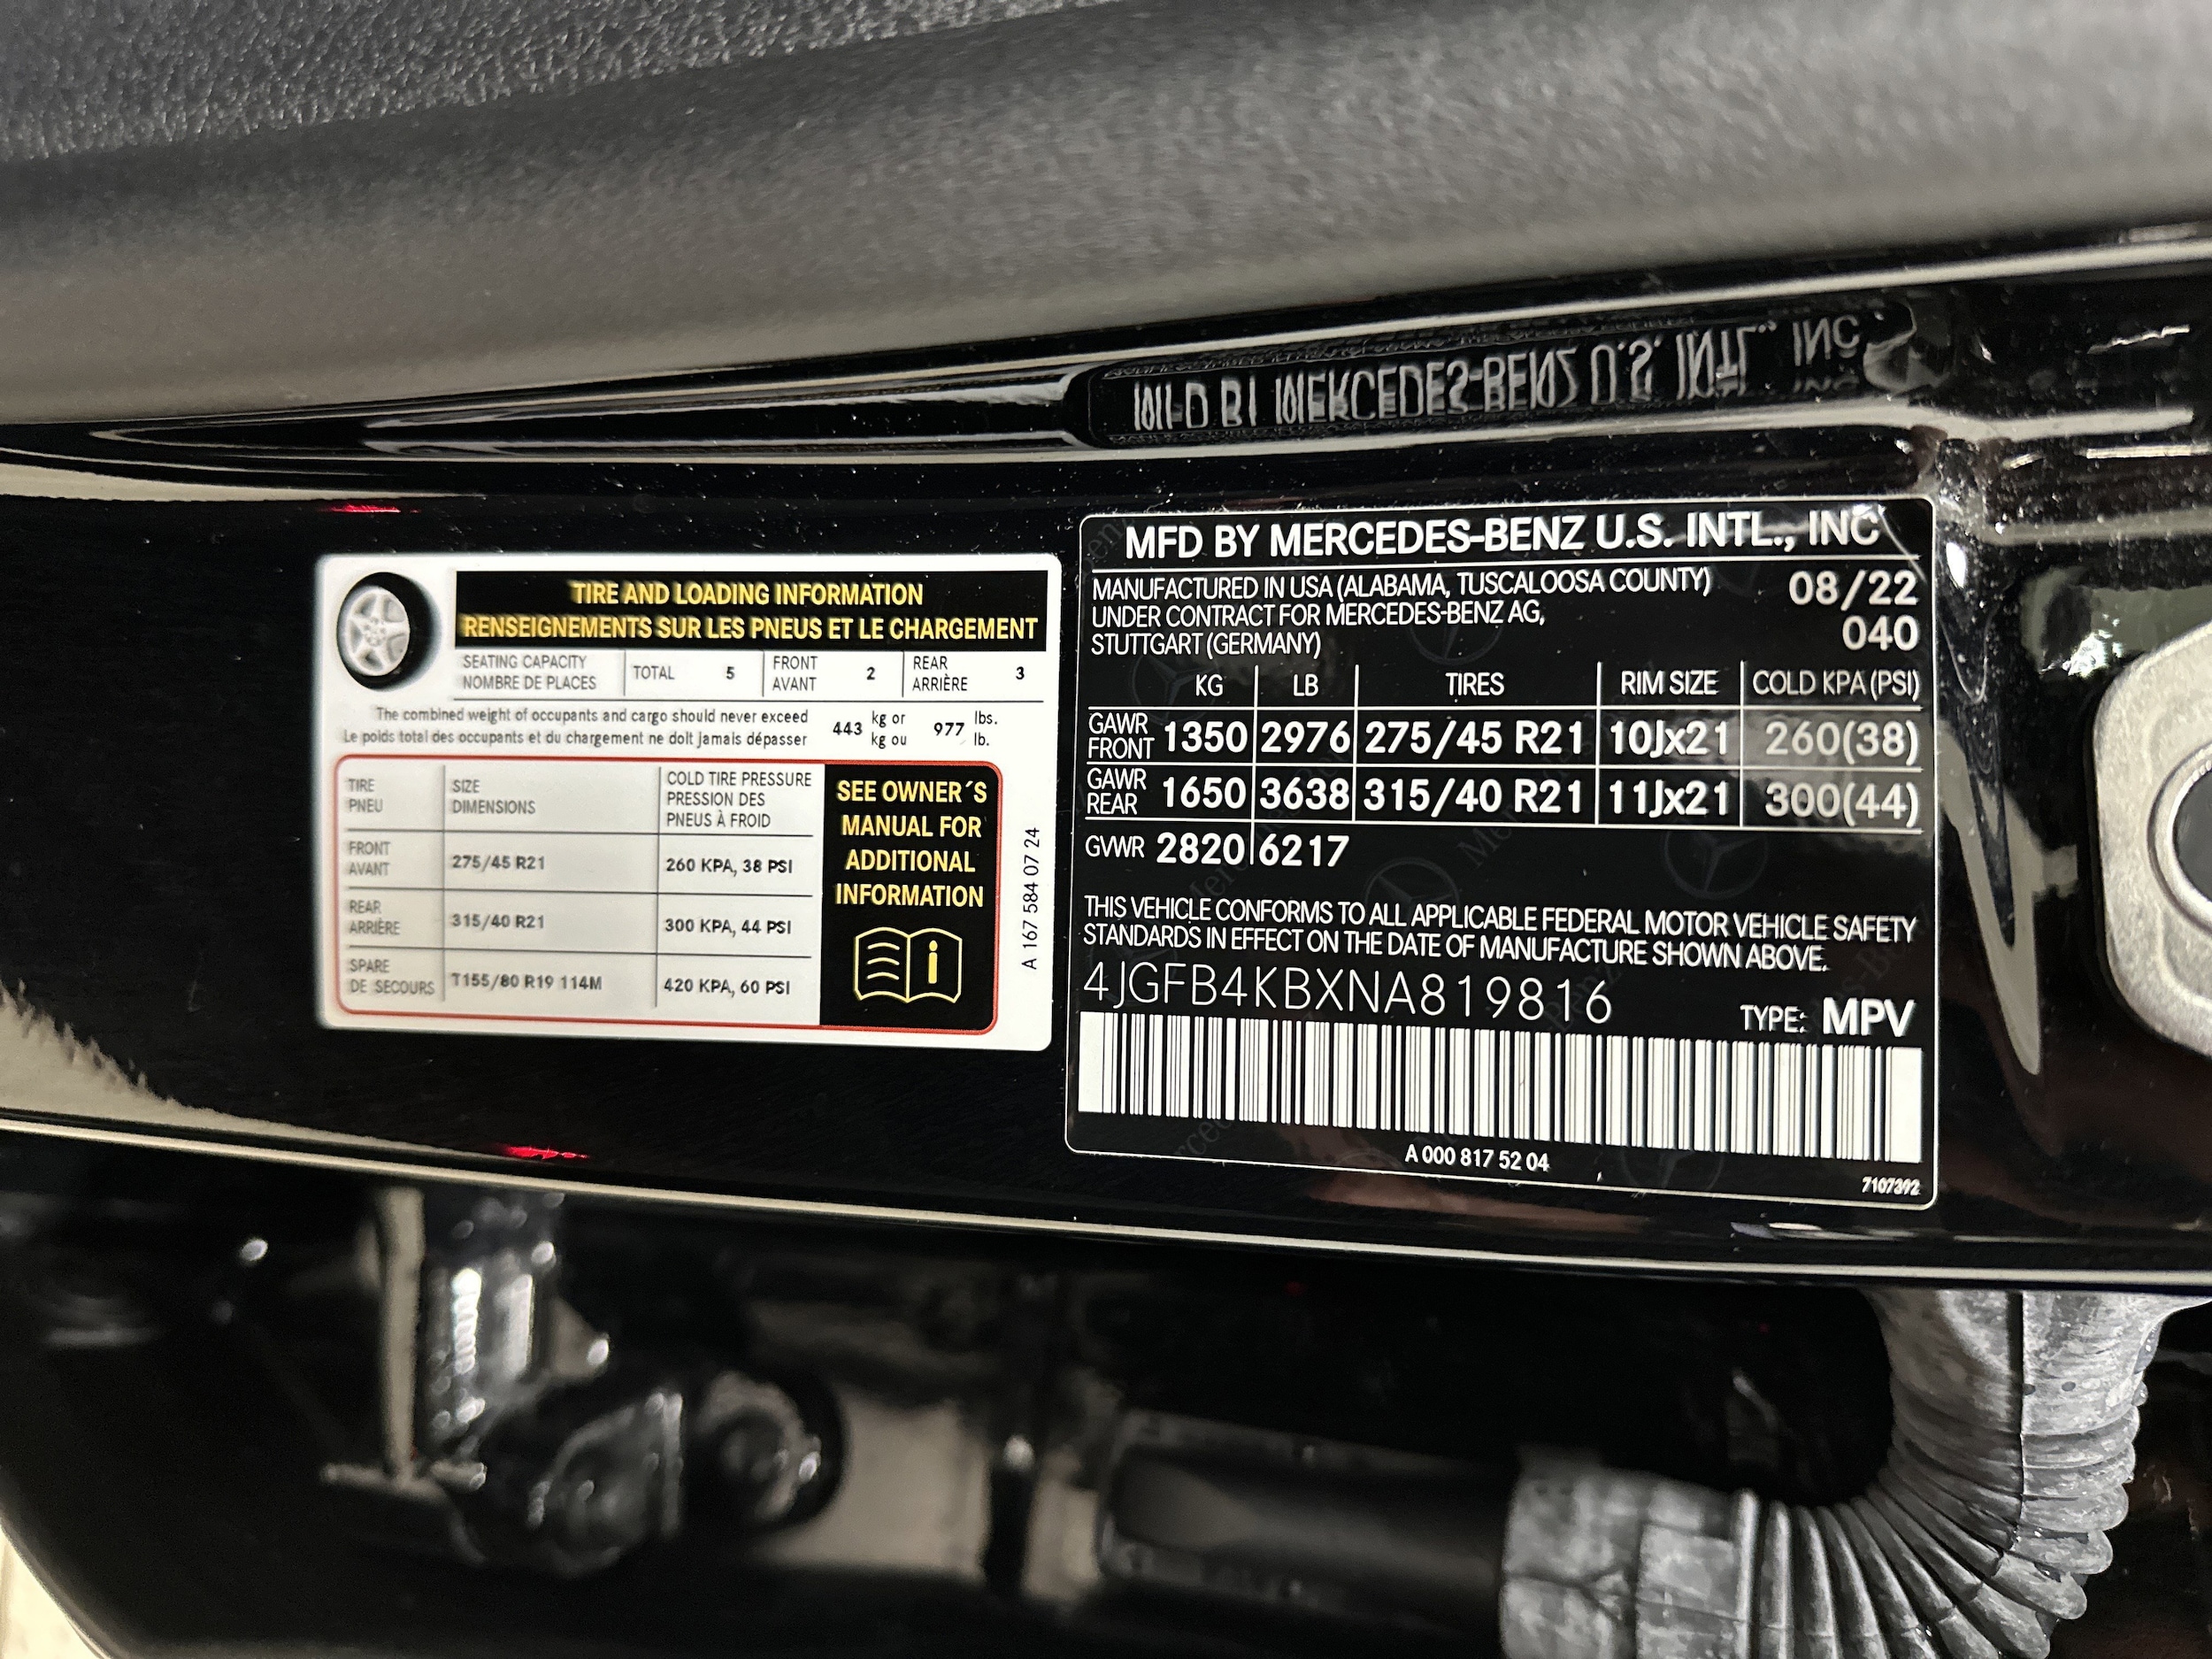 TIRE AND LOADING INFORMATION
RENSEIGNEMENTS SUR LES PNEUS ET LE CHARGEMENT
SEATING CAPACITY
NOMBRE DE PLACES
TOTAL 5
FRONT
AVANT 2
REAR
ARRIÈRE 3
The combined weight of occupants and cargo should never exceed
Le poids total des occupants et du chargement ne doit jamais dépasser
443 kg or
kg ou
977 lbs.
lb.
TIRE
PNEU
SIZE
DIMENSIONS
COLD TIRE PRESSURE
PRESSION DES
PNEUS À FROID
FRONT
AVANT
275/45 R21
260 KPA, 38 PSI
REAR
ARRIÈRE
315/40 R21
300 KPA, 44 PSI
SPARE
DE SECOURS
T155/80 R19 114M
420 KPA, 60 PSI
SEE OWNER´S
MANUAL FOR
ADDITIONAL
INFORMATION
A 167 584 07 24
MFD BY MERCEDES-BENZ U.S. INTL., INC
MANUFACTURED IN USA (ALABAMA, TUSCALOOSA COUNTY)
UNDER CONTRACT FOR MERCEDES-BENZ AG,
STUTTGART (GERMANY)
08/22
040
KG LB TIRES RIM SIZE COLD KPA (PSI)
GAWR
FRONT 1350 2976 275/45 R21 10Jx21 260(38)
GAWR
REAR 1650 3638 315/40 R21 11Jx21 300(44)
GVWR 2820 6217
THIS VEHICLE CONFORMS TO ALL APPLICABLE FEDERAL MOTOR VEHICLE SAFETY
STANDARDS IN EFFECT ON THE DATE OF MANUFACTURE SHOWN ABOVE.
4JGFB4KBXNA819816
TYPE: MPV
A 000 817 52 04
7107392